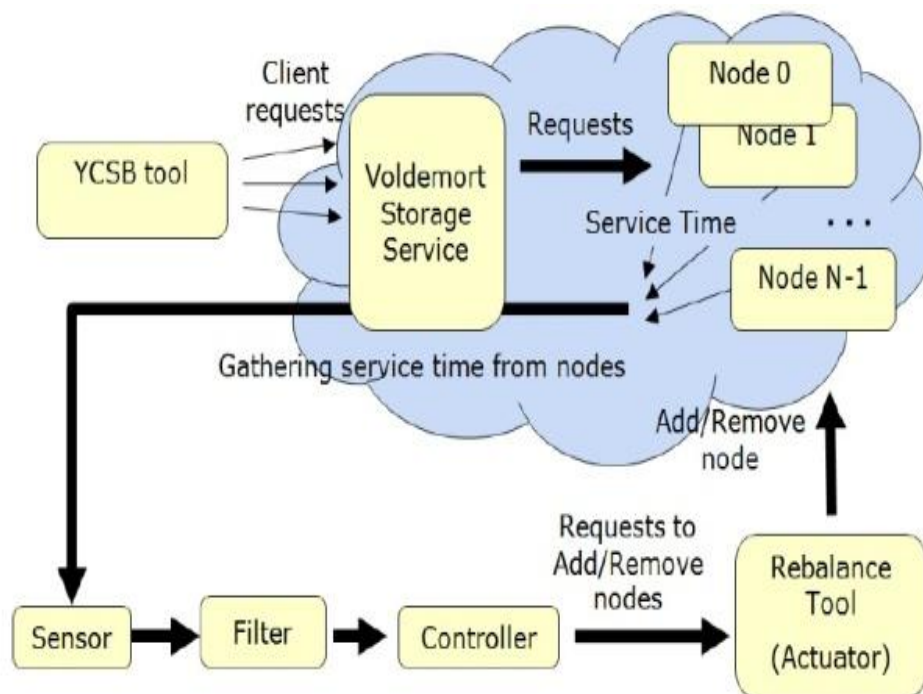 Client
requests
YCSB tool
Voldemort
Storage
Service
Requests
Node 0
Node 1
Service Time
...
Node N-1
Gathering service time from nodes
Add/Remove
node
Requests to
Add/Remove
nodes
Sensor
Filter
Controller
Rebalance
Tool
(Actuator)